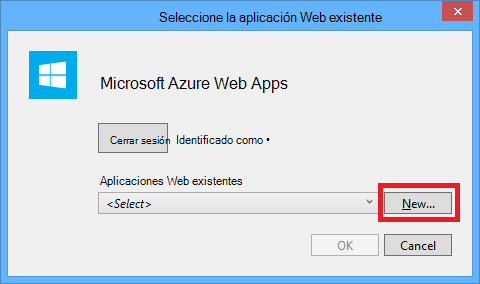 Seleccione la aplicación Web existente
Microsoft Azure Web Apps
Cerrar sesión Identificado como •
Aplicaciones Web existentes
<Select> New...
OK Cancel